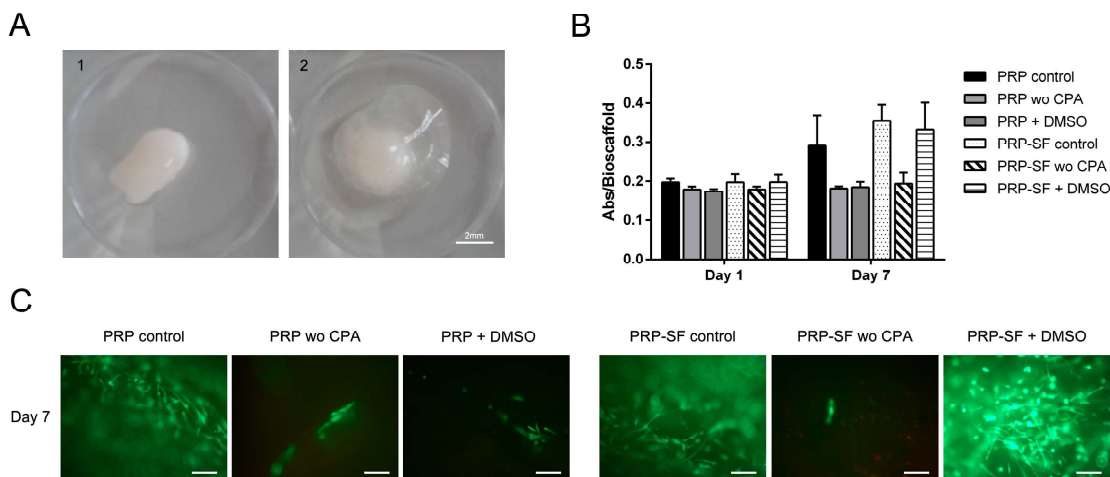 A
B
1
2
2mm
Abs/Bioscaffold
0.5
0.4
0.3
0.2
0.1
0.0
Day 1
Day 7
PRP control
PRP wo CPA
PRP + DMSO
PRP-SF control
PRP-SF wo CPA
PRP-SF + DMSO
C
PRP control
PRP wo CPA
PRP + DMSO
PRP-SF control
PRP-SF wo CPA
PRP-SF + DMSO
Day 7